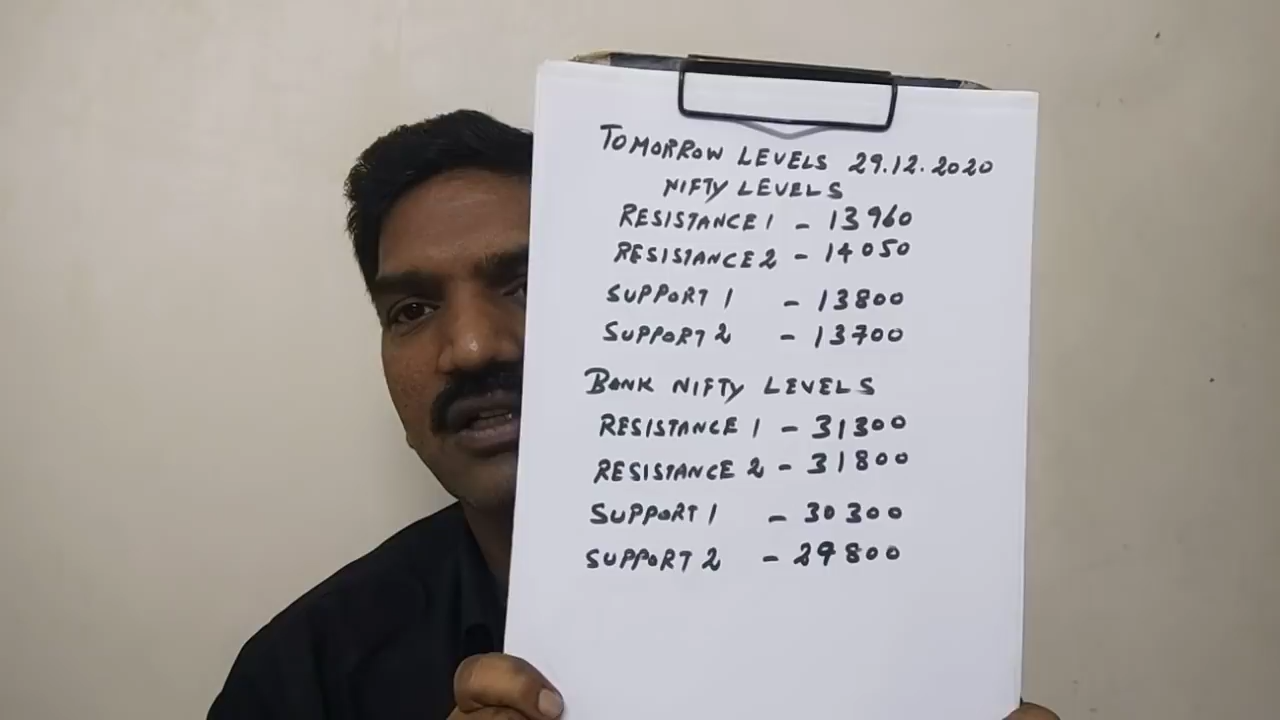 TOMORROW LEVELS 29.12.2020
NIFTY LEVELS
RESISTANCE 1 - 13960
RESISTANCE 2 - 14050
SUPPORT 1 - 13800
SUPPORT 2 - 13700
BANK NIFTY LEVELS
RESISTANCE 1 - 31300
RESISTANCE 2 - 31800
SUPPORT 1 - 30300
SUPPORT 2 - 29800